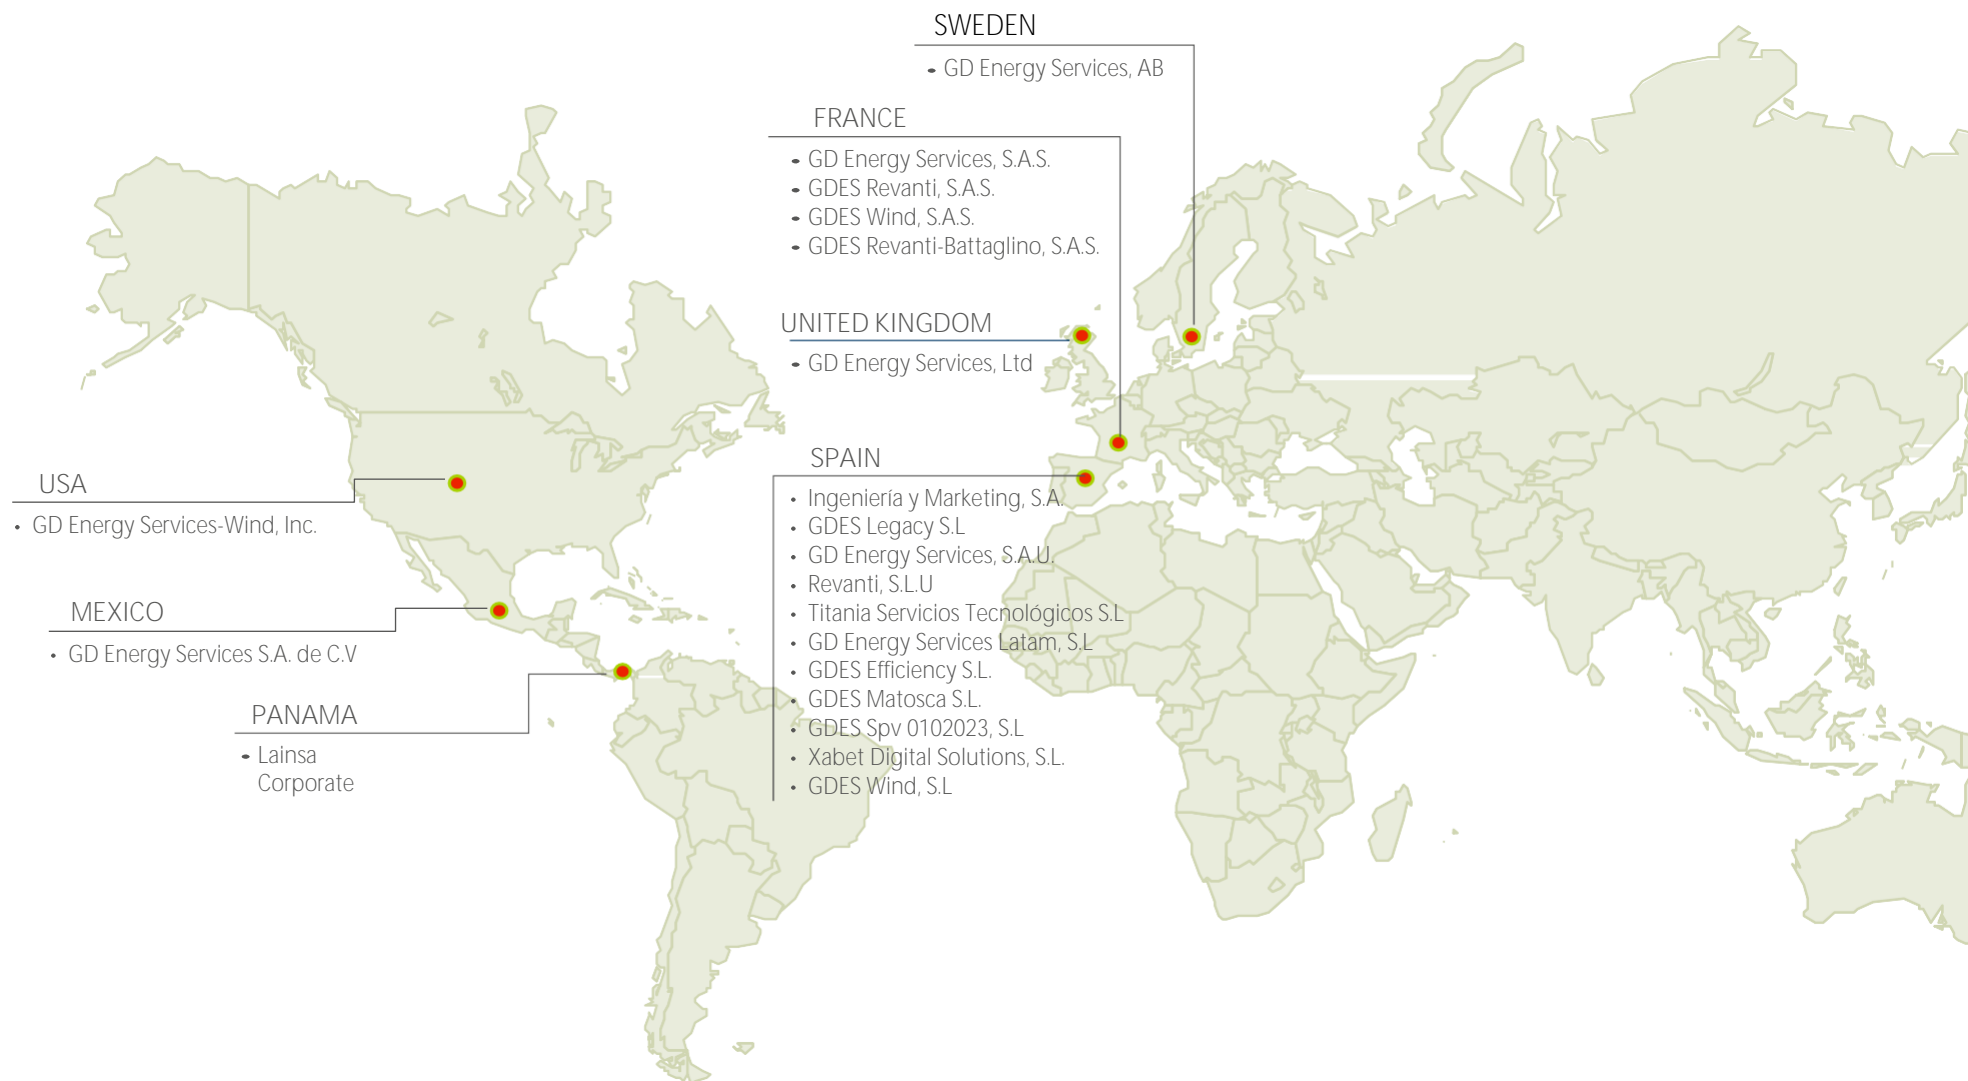 SWEDEN
• GD Energy Services, AB
FRANCE
• GD Energy Services, S.A.S.
• GDES Revanti, S.A.S.
• GDES Wind, S.A.S.
• GDES Revanti-Battaglino, S.A.S.
UNITED KINGDOM
• GD Energy Services, Ltd
SPAIN
• Ingeniería y Marketing, S.A.
• GDES Legacy S.L
• GD Energy Services, S.A.U.
• Revanti, S.L.U
• Titania Servicios Tecnológicos S.L
• GD Energy Services Latam, S.L
• GDES Efficiency S.L.
• GDES Matosca S.L.
• GDES Spv 0102023, S.L
• Xabet Digital Solutions, S.L.
• GDES Wind, S.L
USA
• GD Energy Services-Wind, Inc.
MEXICO
• GD Energy Services S.A. de C.V
PANAMA
• Lainsa
Corporate